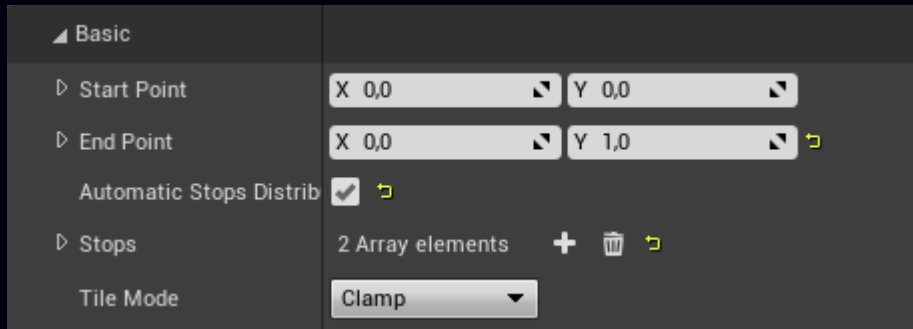 Basic
Start Point X 0,0 Y 0,0
End Point X 0,0 Y 1,0
Automatic Stops Distrib
Stops 2 Array elements
Tile Mode Clamp